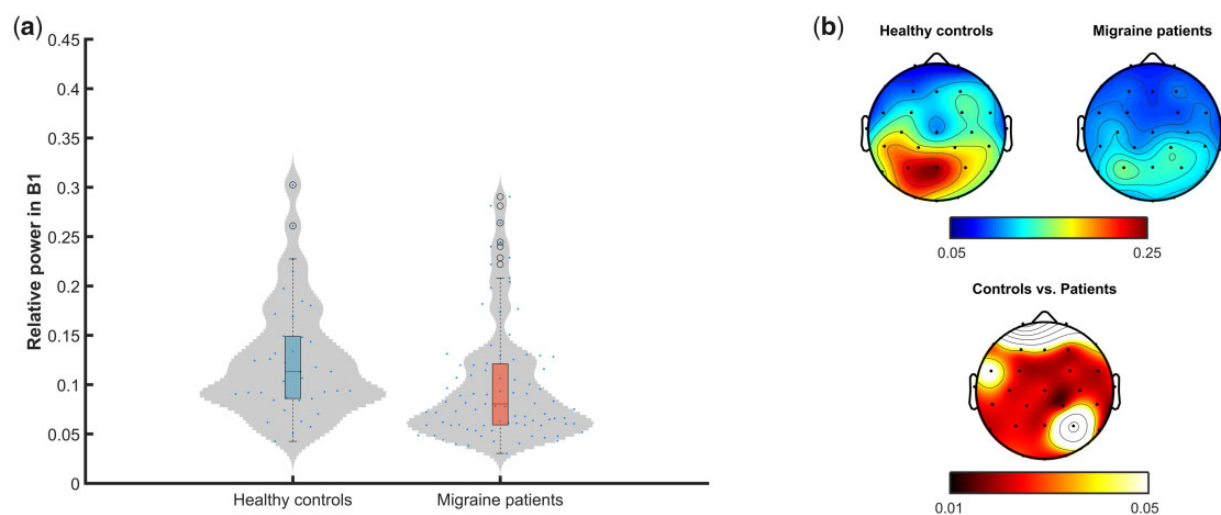 (a)
Relative power in B1
0.45
0.4
0.35
0.3
0.25
0.2
0.15
0.1
0.05
0
Healthy controls Migraine patients
(b)
Healthy controls Migraine patients
0.05 0.25
Controls vs. Patients
0.01 0.05